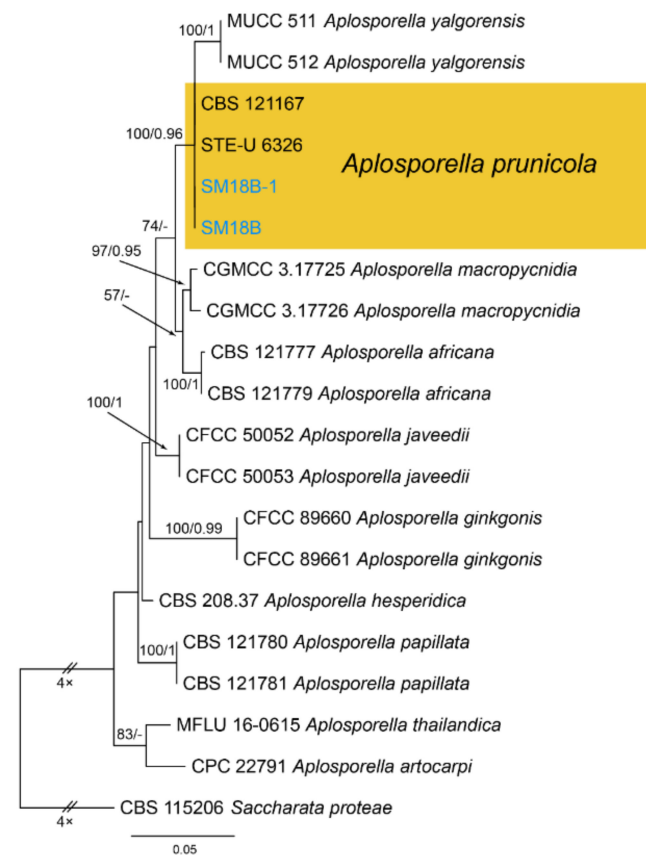 100/1
MUCC 511 Aplosporella yalgorensis
MUCC 512 Aplosporella yalgorensis
CBS 121167
100/0.96
STE-U 6326
Aplosporella prunicola
SM18B-1
SM18B
74/-
97/0.95
CGMCC 3.17725 Aplosporella macropycnidia
57/-
CGMCC 3.17726 Aplosporella macropycnidia
CBS 121777 Aplosporella africana
100/1
CBS 121779 Aplosporella africana
100/1
CFCC 50052 Aplosporella javeedii
CFCC 50053 Aplosporella javeedii
CFCC 89660 Aplosporella ginkgonis
100/0.99
CFCC 89661 Aplosporella ginkgonis
CBS 208.37 Aplosporella hesperidica
CBS 121780 Aplosporella papillata
100/1
CBS 121781 Aplosporella papillata
4×
MFLU 16-0615 Aplosporella thailandica
83/-
CPC 22791 Aplosporella artocarpi
CBS 115206 Saccharata proteae
4×
0.05